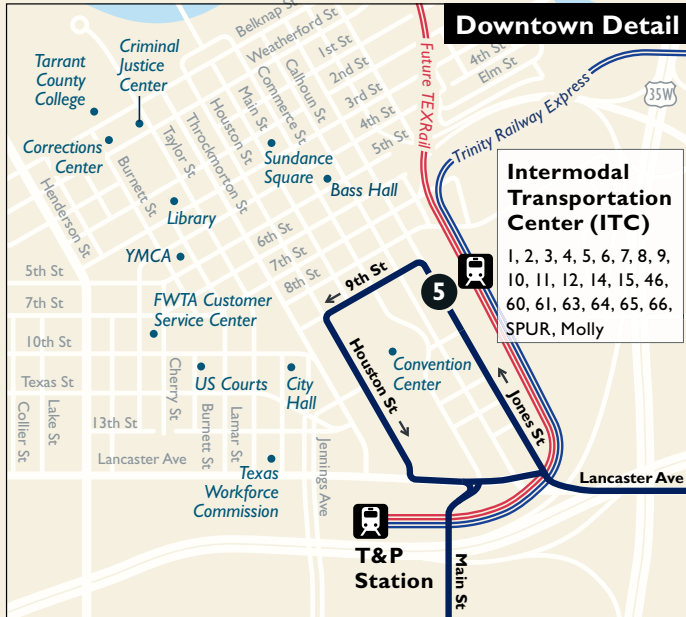 Downtown Detail
Belknap St
Weatherford St
1st St
2nd St
3rd St
4th St
5th St
4th St
Elm St
Future TEXRail
Trinity Railway Express
35W
Criminal
Justice
Center
Tarrant
County
College
Corrections
Center
Houston St
Main St
Commerce St
Calhoun St
Throckmorton St
Taylor St
Burnett St
Henderson St
Sundance
Square
Bass Hall
Library
YMCA
6th St
7th St
8th St
Intermodal
Transportation
Center (ITC)
1, 2, 3, 4, 5, 6, 7, 8, 9,
10, 11, 12, 14, 15, 46,
60, 61, 63, 64, 65, 66,
SPUR, Molly
5th St
7th St
10th St
Texas St
13th St
Lancaster Ave
FWTA Customer
Service Center
9th St
5
Houston St
Convention
Center
Jones St
US Courts
City
Hall
Cherry St
Burnett St
Lamar St
Collier St
Lake St
Jennings Ave
Texas
Workforce
Commission
Lancaster Ave
T&P
Station
Main St